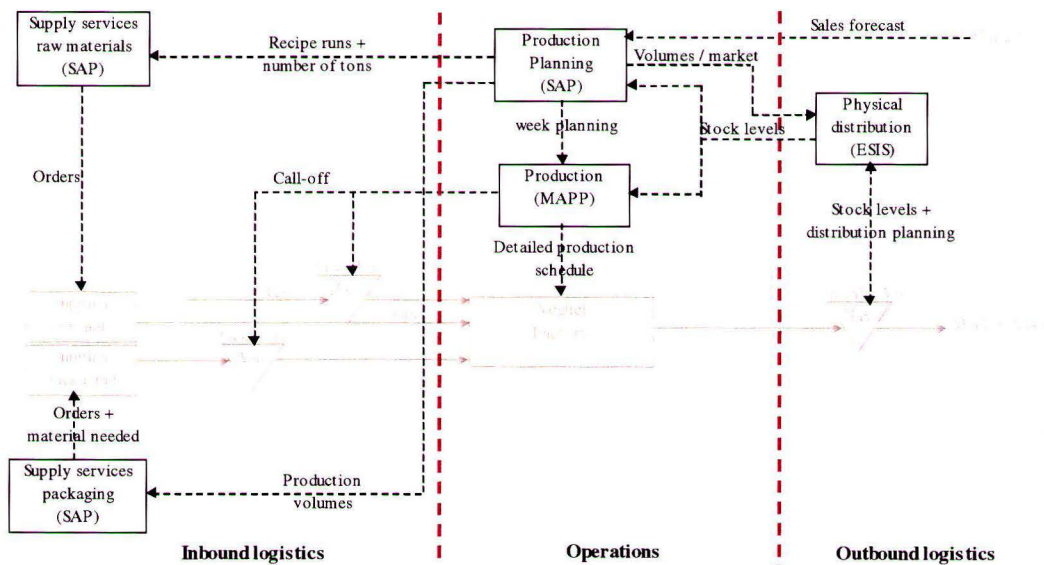 Supply services
raw materials
(SAP)
Recipe runs +
number of tons
Production
Planning
(SAP)
Sales forecast
Volumes / market
Physical
distribution
(ESIS)
week planning
Stock levels
Orders
Call-off
Production
(MAPP)
Stock levels +
distribution planning
Detailed production
schedule
Orders +
material needed
Supply services
packaging
(SAP)
Production
volumes
Inbound logistics
Operations
Outbound logistics